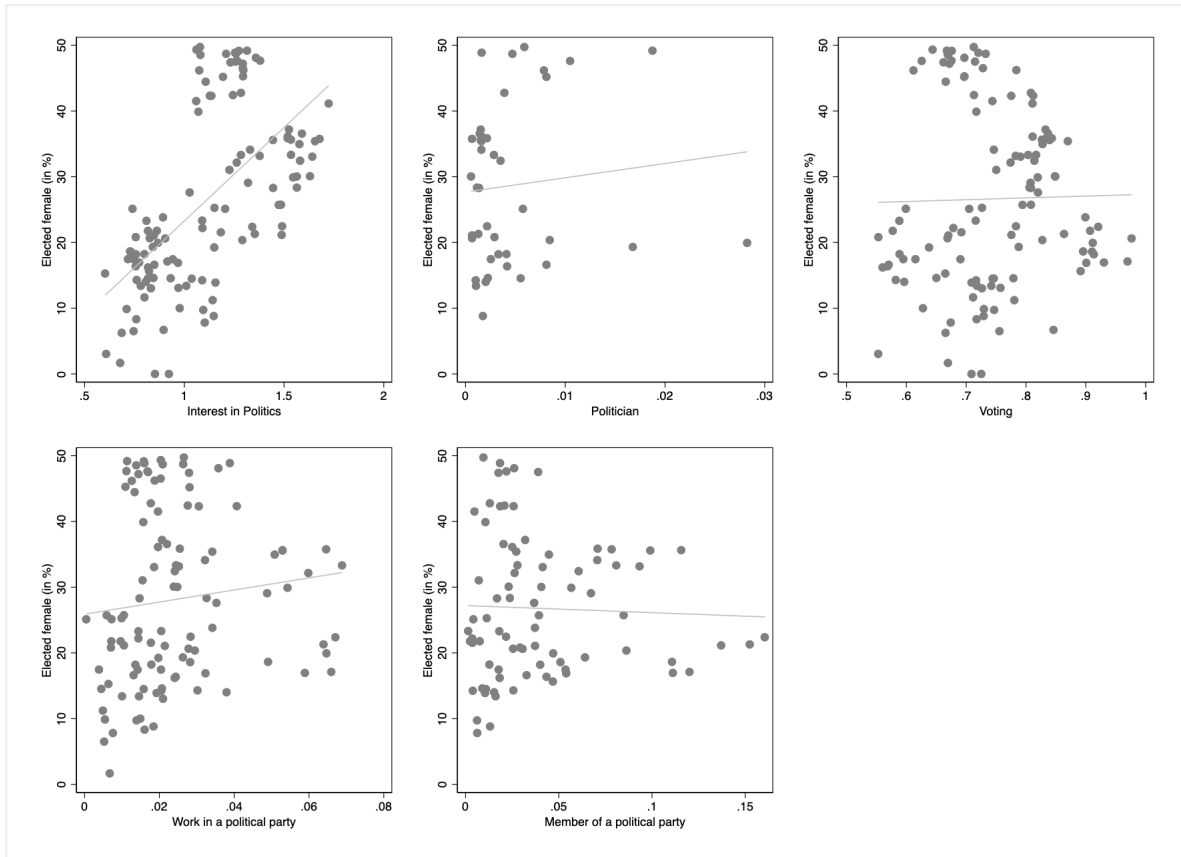 50
40
30
20
10
0
Elected female (in %)
.5 1 1.5 2
Interest in Politics
50
40
30
20
10
0
Elected female (in %)
0 .01 .02 .03
Politician
50
40
30
20
10
0
Elected female (in %)
.5 .6 .7 .8 .9 1
Voting
50
40
30
20
10
0
Elected female (in %)
0 .02 .04 .06 .08
Work in a political party
50
40
30
20
10
0
Elected female (in %)
0 .05 .1 .15
Member of a political party